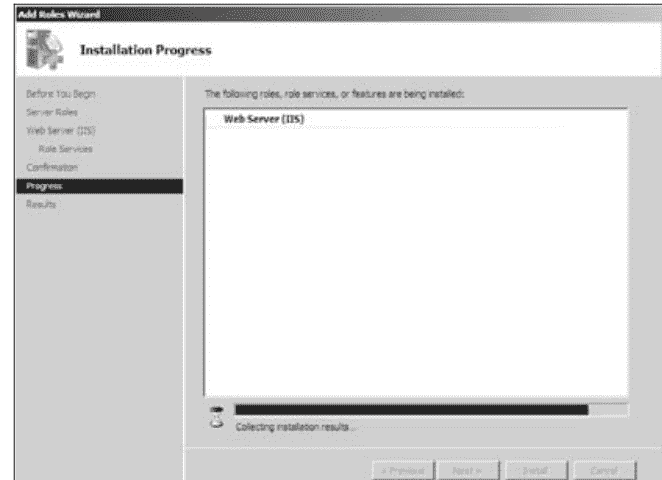 Add Roles Wizard
Installation Progress
Before You Begin
Server Roles
Web Server (IIS)
Role Services
Confirmation
Progress
Results
The following roles, role services, or features are being installed:
Web Server (IIS)
Collecting installation results...
< Previous Next > Install Cancel